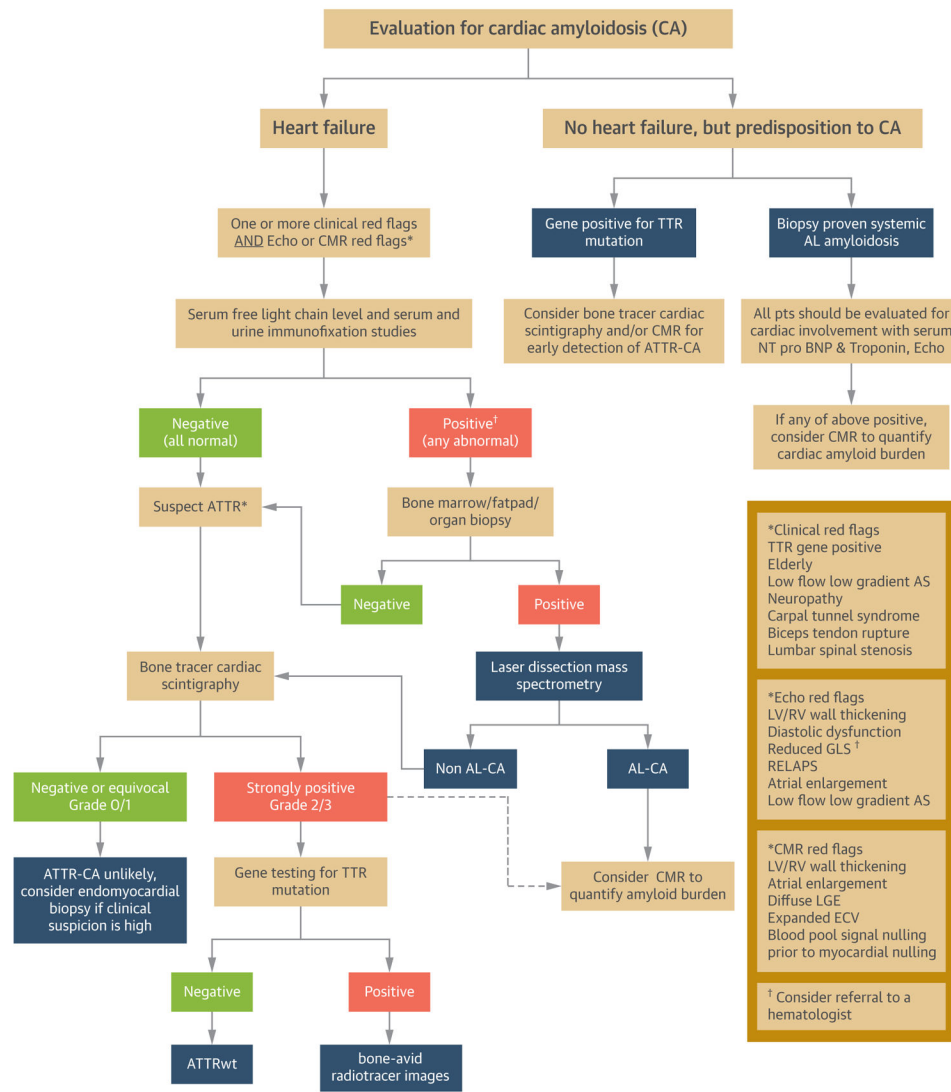 Evaluation for cardiac amyloidosis (CA)
Heart failure
No heart failure, but predisposition to CA
One or more clinical red flags
AND Echo or CMR red flags*
Gene positive for TTR
mutation
Biopsy proven systemic
AL amyloidosis
Serum free light chain level and serum and
urine immunofixation studies
Consider bone tracer cardiac
scintigraphy and/or CMR for
early detection of ATTR-CA
All pts should be evaluated for
cardiac involvement with serum
NT pro BNP & Troponin, Echo
Negative
(all normal)
Positive†
(any abnormal)
If any of above positive,
consider CMR to quantify
cardiac amyloid burden
Suspect ATTR*
Bone marrow/fatpad/
organ biopsy
Negative
Positive
Bone tracer cardiac
scintigraphy
Laser dissection mass
spectrometry
Non AL-CA
AL-CA
Negative or equivocal
Grade 0/1
Strongly positive
Grade 2/3
ATTR-CA unlikely,
consider endomyocardial
biopsy if clinical
suspicion is high
Gene testing for TTR
mutation
Consider CMR to
quantify amyloid burden
Negative
Positive
ATTRwt
bone-avid
radiotracer images
*Clinical red flags
TTR gene positive
Elderly
Low flow low gradient AS
Neuropathy
Carpal tunnel syndrome
Biceps tendon rupture
Lumbar spinal stenosis
*Echo red flags
LV/RV wall thickening
Diastolic dysfunction
Reduced GLS †
RELAPS
Atrial enlargement
Low flow low gradient AS
*CMR red flags
LV/RV wall thickening
Atrial enlargement
Diffuse LGE
Expanded ECV
Blood pool signal nulling
prior to myocardial nulling
† Consider referral to a
hematologist